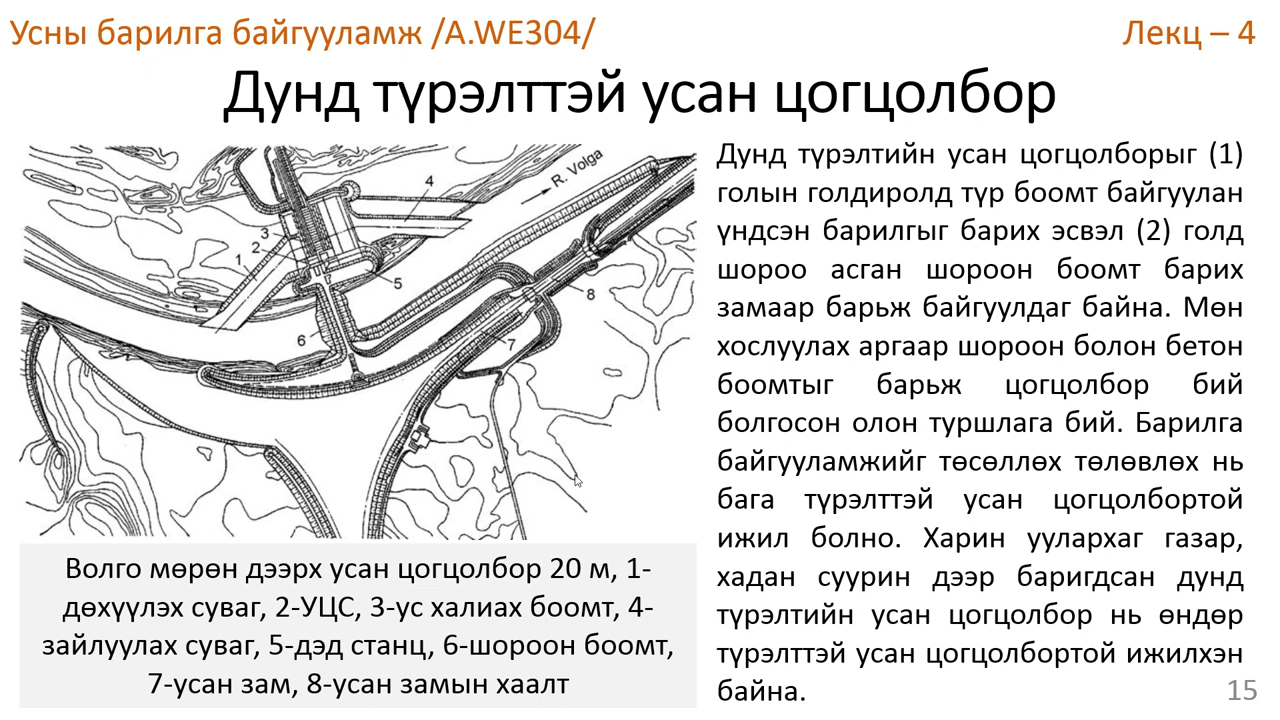 Усны барилга байгууламж /A.WE304/
Лекц – 4
Дунд түрэлттэй усан цогцолбор
R. Volga
4
3
2
1
5
8
6
7
Волго мөрөн дээрх усан цогцолбор 20 м, 1-
дөхүүлэх суваг, 2-УЦС, 3-ус халиах боомт, 4-
зайлуулах суваг, 5-дэд станц, 6-шороон боомт,
7-усан зам, 8-усан замын хаалт
Дунд түрэлтийн усан цогцолборыг (1)
голын голдиролд түр боомт байгуулан
үндсэн барилгыг барих эсвэл (2) голд
шороо асган шороон боомт барих
замаар барьж байгуулдаг байна. Мөн
хослуулах аргаар шороон болон бетон
боомтыг барьж цогцолбор бий
болгосон олон туршлага бий. Барилга
байгууламжийг төсөллөх төлөвлөх нь
бага түрэлттэй усан цогцолбортой
ижил болно. Харин уулархаг газар,
хадан суурин дээр баригдсан дунд
түрэлтийн усан цогцолбор нь өндөр
түрэлттэй усан цогцолбортой ижилхэн
байна.
15